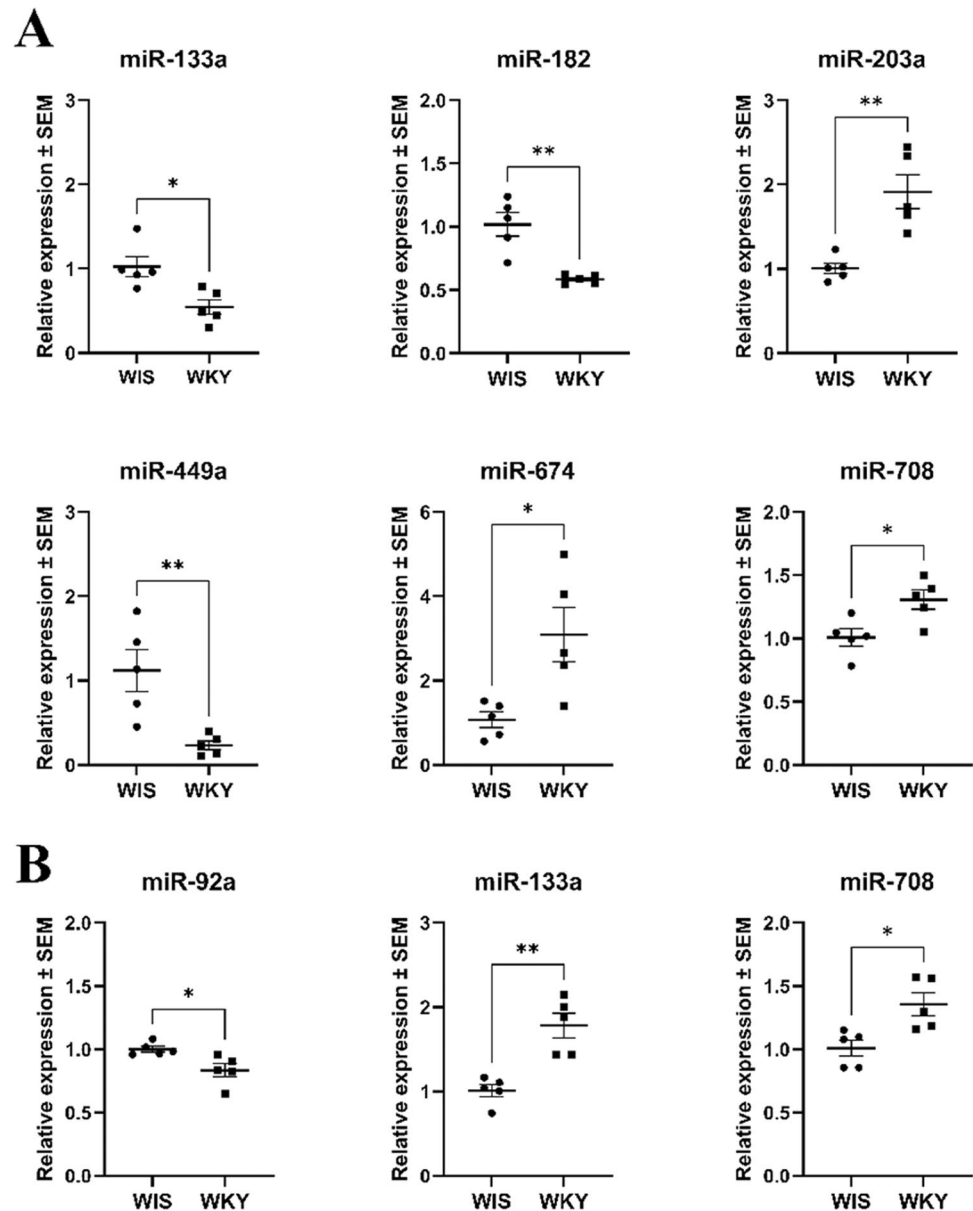 A
miR-133a
Relative expression ± SEM
3
2
1
0
*
WIS WKY
miR-182
Relative expression ± SEM
2.0
1.5
1.0
0.5
0.0
**
WIS WKY
miR-203a
Relative expression ± SEM
3
2
1
0
**
WIS WKY
miR-449a
Relative expression ± SEM
3
2
1
0
**
WIS WKY
miR-674
Relative expression ± SEM
6
4
2
0
*
WIS WKY
miR-708
Relative expression ± SEM
2.0
1.5
1.0
0.5
0.0
*
WIS WKY
B
miR-92a
Relative expression ± SEM
2.0
1.5
1.0
0.5
0.0
*
WIS WKY
miR-133a
Relative expression ± SEM
3
2
1
0
**
WIS WKY
miR-708
Relative expression ± SEM
2.0
1.5
1.0
0.5
0.0
*
WIS WKY